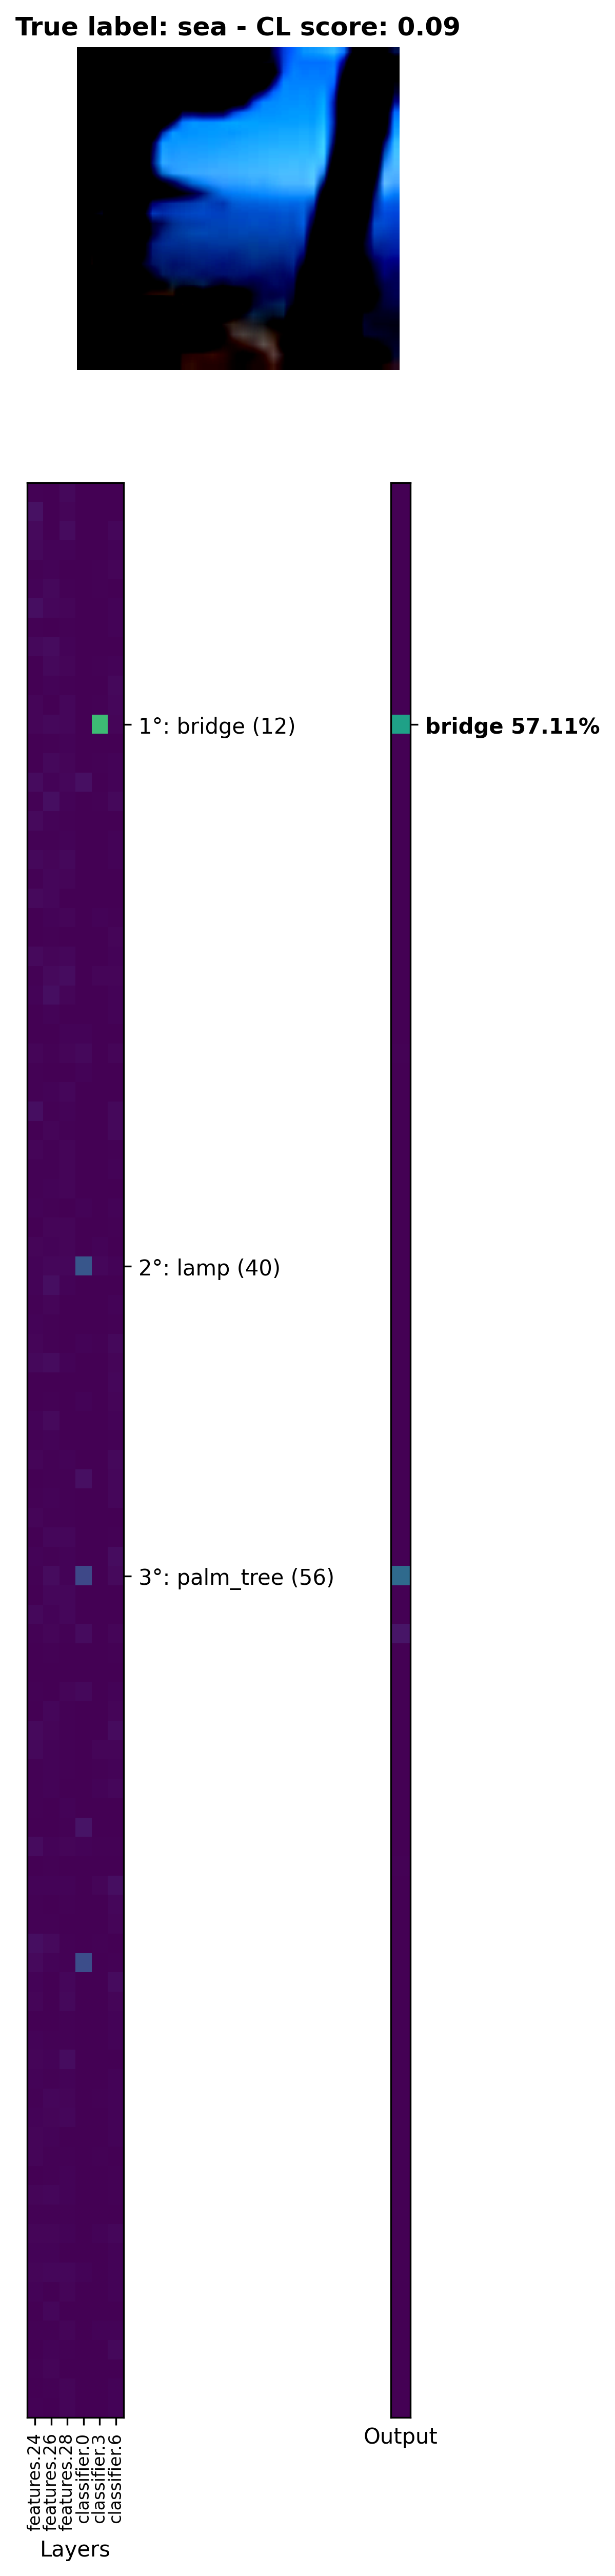 True label: sea - CL score: 0.09
1°: bridge (12)
bridge 57.11%
2°: lamp (40)
3°: palm_tree (56)
features.24
features.26
features.28
classifier.0
classifier.3
classifier.6
Layers
Output